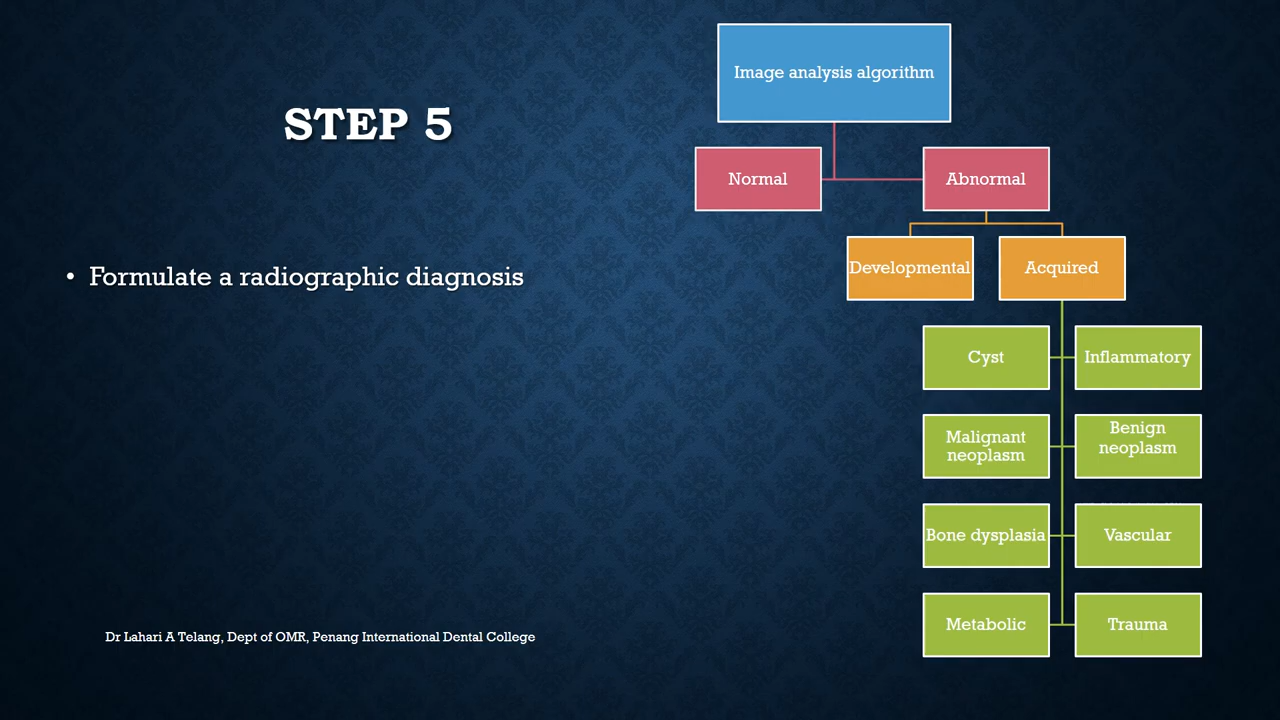 STEP 5
• Formulate a radiographic diagnosis
Dr Lahari A Telang, Dept of OMR, Penang International Dental College
Image analysis algorithm
Normal
Abnormal
Developmental
Acquired
Cyst
Inflammatory
Malignant
neoplasm
Benign
neoplasm
Bone dysplasia
Vascular
Metabolic
Trauma